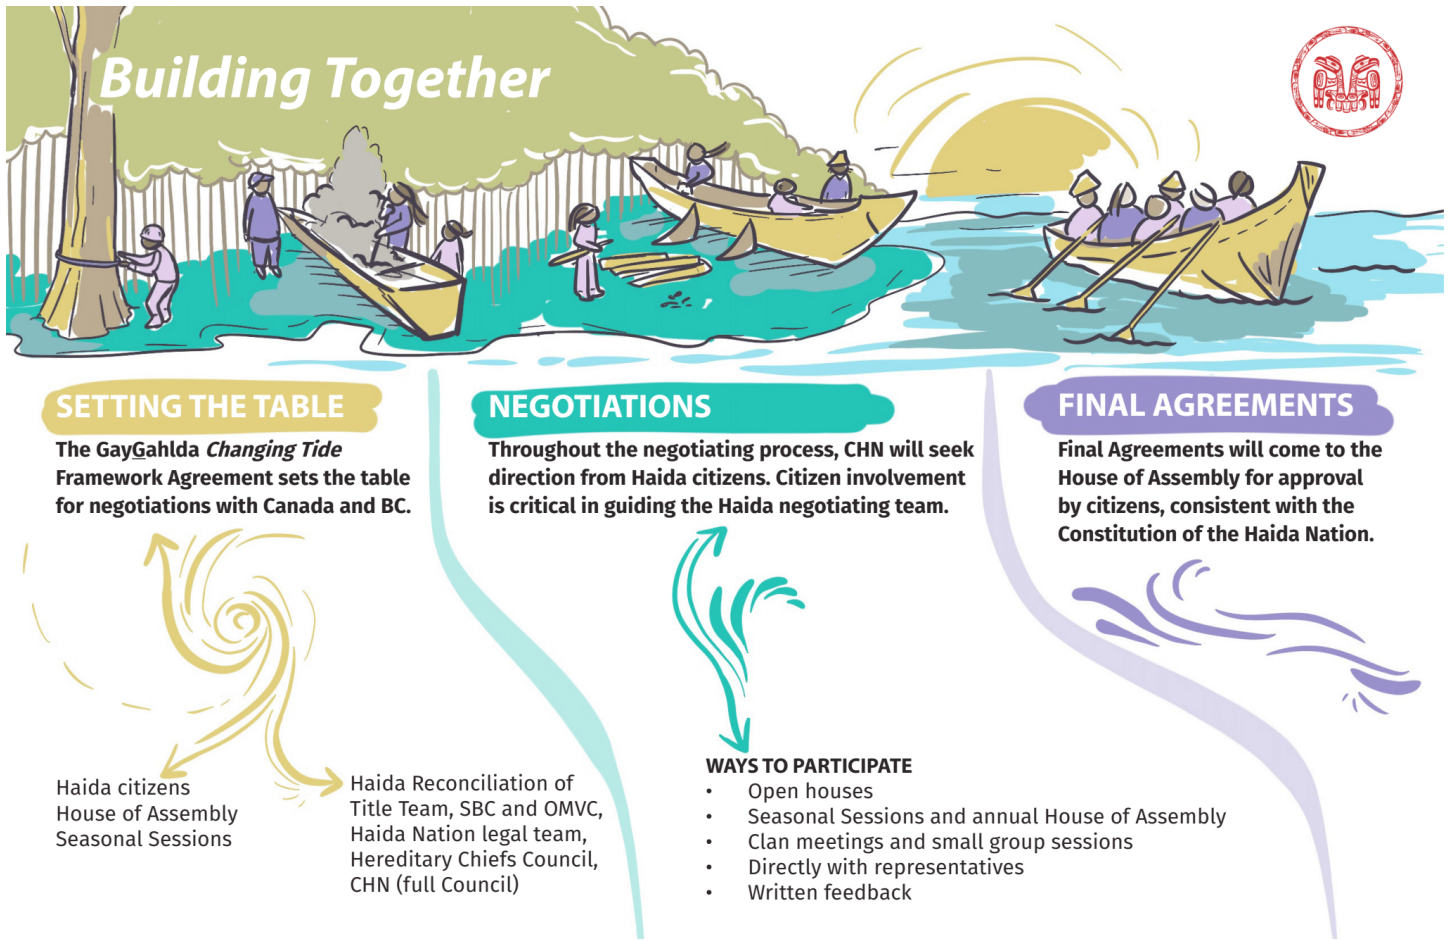 Building Together
SETTING THE TABLE
The GayGahlda Changing Tide
Framework Agreement sets the table
for negotiations with Canada and BC.
Haida citizens
House of Assembly
Seasonal Sessions
Haida Reconciliation of
Title Team, SBC and OMVC,
Haida Nation legal team,
Hereditary Chiefs Council,
CHN (full Council)
NEGOTIATIONS
Throughout the negotiating process, CHN will seek
direction from Haida citizens. Citizen involvement
is critical in guiding the Haida negotiating team.
WAYS TO PARTICIPATE
• Open houses
• Seasonal Sessions and annual House of Assembly
• Clan meetings and small group sessions
• Directly with representatives
• Written feedback
FINAL AGREEMENTS
Final Agreements will come to the
House of Assembly for approval
by citizens, consistent with the
Constitution of the Haida Nation.